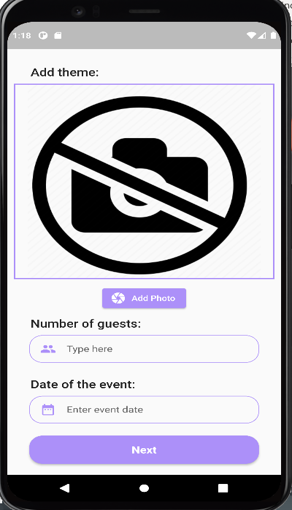 1:18
Add theme:
Add Photo
Number of guests:
Type here
Date of the event:
Enter event date
Next